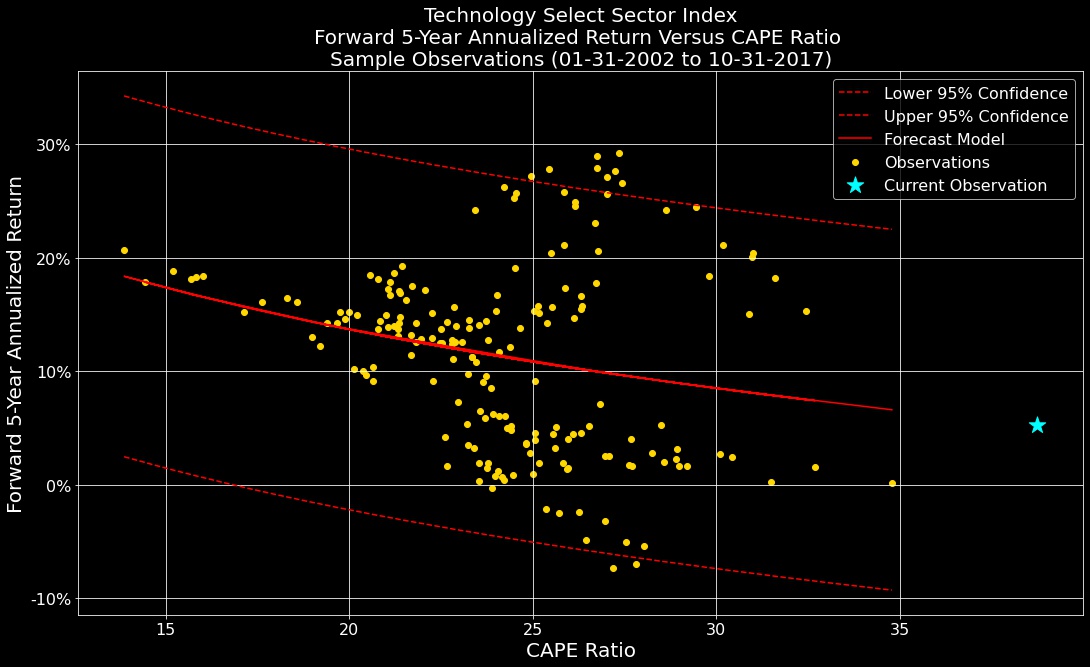 Technology Select Sector Index
Forward 5-Year Annualized Return Versus CAPE Ratio
Sample Observations (01-31-2002 to 10-31-2017)
Lower 95% Confidence
Upper 95% Confidence
Forecast Model
Observations
Current Observation
Forward 5-Year Annualized Return
30%
20%
10%
0%
-10%
15 20 25 30 35
CAPE Ratio